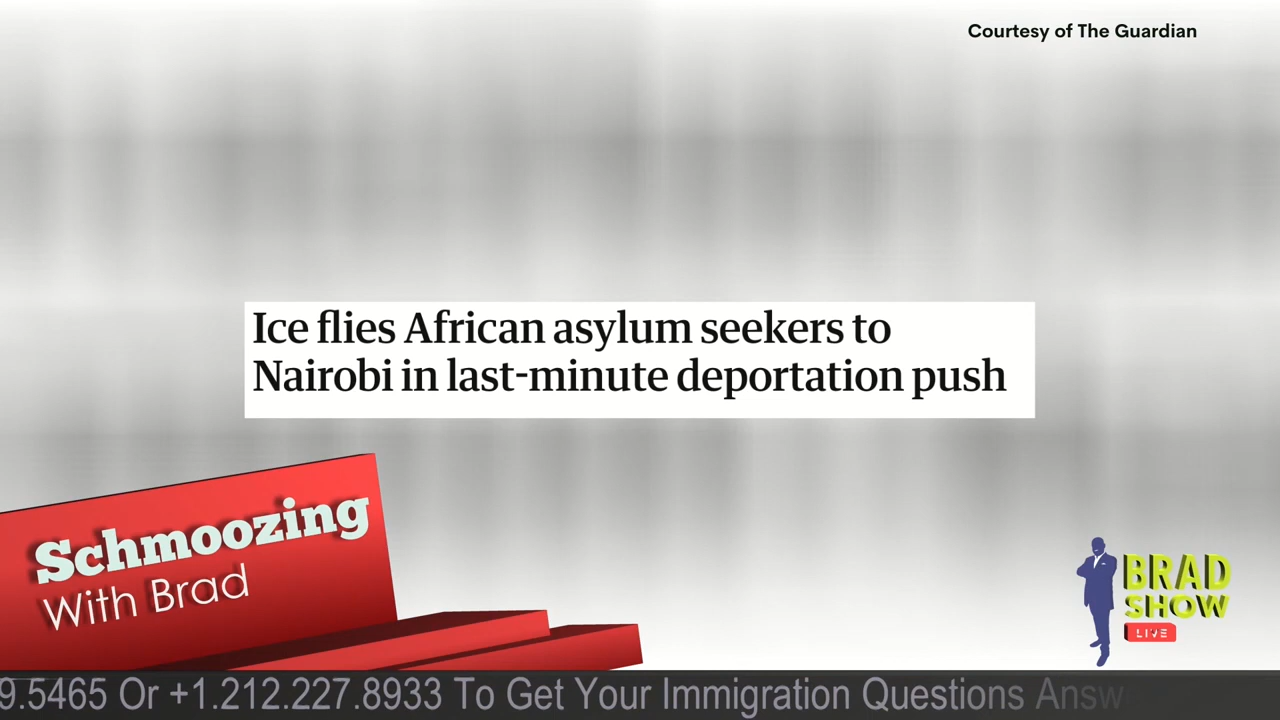 Courtesy of The Guardian
Ice flies African asylum seekers to
Nairobi in last-minute deportation push
Schmoozing
With Brad
BRAD
SHOW
LIVE
9.5465 Or +1.212.227.8933 To Get Your Immigration Questions Answ